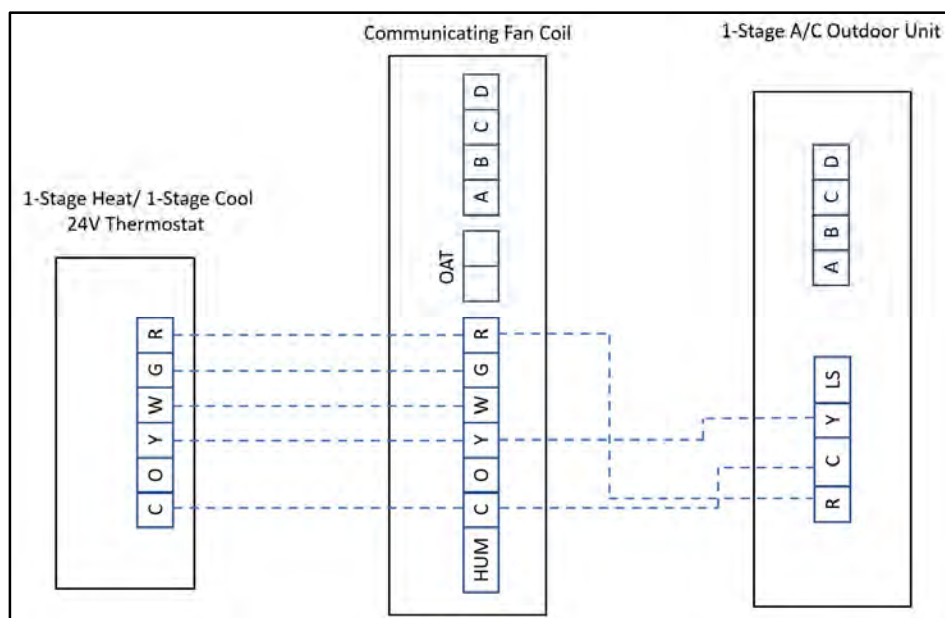 Communicating Fan Coil
1-Stage A/C Outdoor Unit
1-Stage Heat/ 1-Stage Cool
24V Thermostat
R
G
W
Y
O
C
D
C
B
A
OAT
R
G
W
Y
O
C
HUM
D
C
B
A
LS
Y
C
R